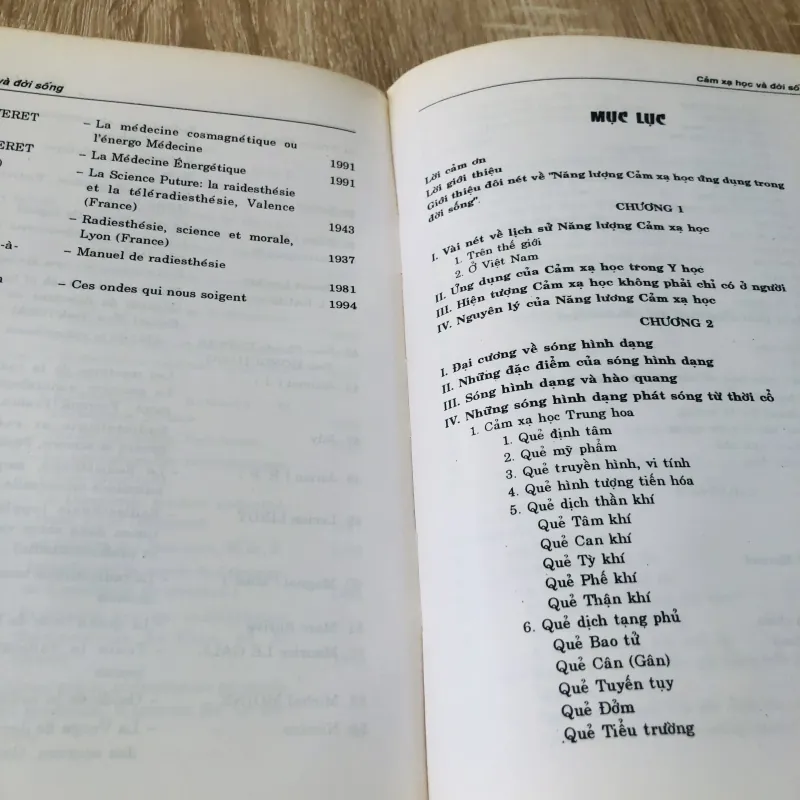 và đời sống
VERET
– La médecine cosmagnétique ou
l'énergo Médecine 1991
ERET – La Médecine Énergétique 1991
– La Science Puture: la raidesthésie
et la téléradiesthésie, Valence
(France) 1943
– Radiesthésie, science et morale,
Lyon (France) 1937
-à-
– Manuel de radiesthésie
1981
– Ces ondes qui nous soigent 1994
Cảm xạ học và đời số
MỤC LỤC
Lời cảm ơn
Lời giới thiệu
Giới thiệu đôi nét về "Năng lượng Cảm xạ học ứng dụng trong
đời sống".
CHƯƠNG 1
I. Vài nét về lịch sử Năng lượng Cảm xạ học
1. Trên thế giới
2. Ở Việt Nam
II. Ứng dụng của Cảm xạ học trong Y học
III. Hiện tượng Cảm xạ học không phải chỉ có ở người
IV. Nguyên lý của Năng lương Cảm xạ học
CHƯƠNG 2
I. Đại cương về sóng hình dạng
II. Những đặc điểm của sóng hình dạng
III. Sóng hình dạng và hào quang
IV. Những sóng hình dạng phát sóng từ thời cổ
1. Cảm xạ học Trung hoa
1. Quẻ định tâm
2. Quẻ mỹ phẩm
3. Quẻ truyền hình, vi tính
4. Quẻ hình tượng tiến hóa
5. Quẻ dịch thần khí
Quẻ Tâm khí
Quẻ Can khí
Quẻ Tỳ khí
Quẻ Phế khí
Quẻ Thận khí
6. Quẻ dịch tạng phủ
Quẻ Bao tử
Quẻ Cân (Gân)
Quẻ Tuyến tụy
Quẻ Đởm
Quẻ Tiểu trường